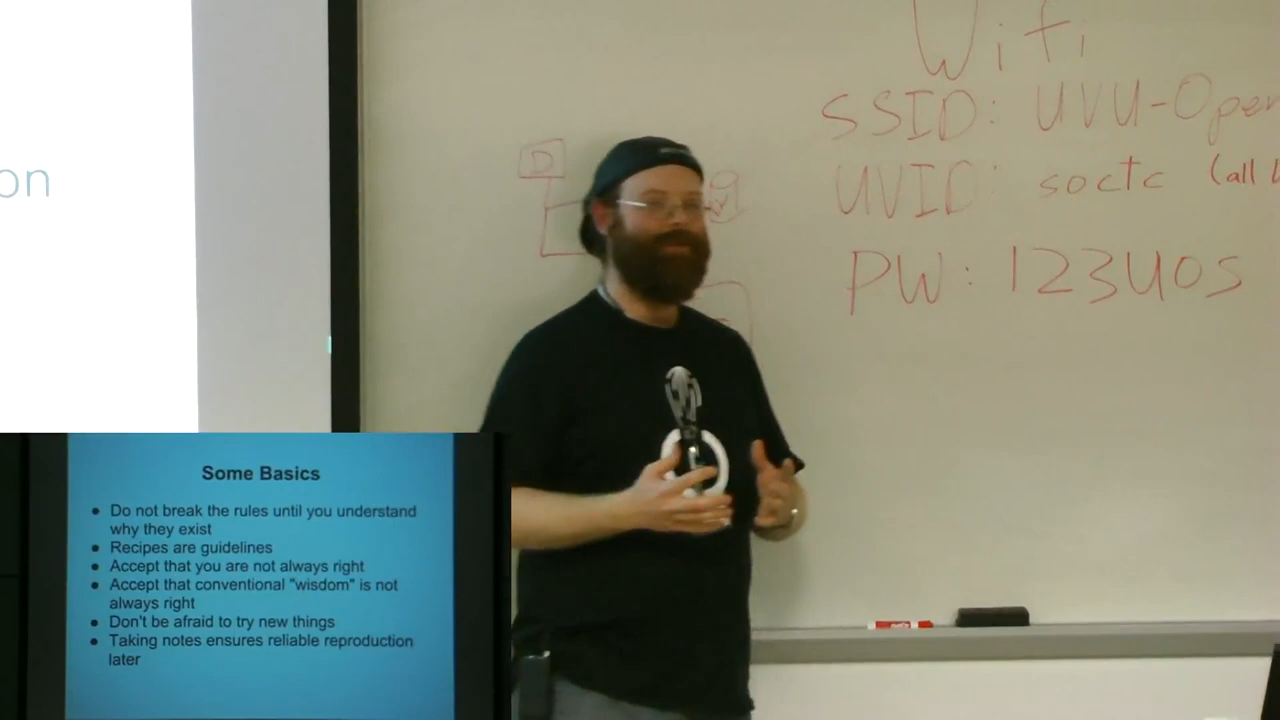 on
Wifi
SSID: UVU-Open
UVID: soctc (all
PW: 123UOS
D
Some Basics
• Do not break the rules until you understand
why they exist
• Recipes are guidelines
• Accept that you are not always right
• Accept that conventional "wisdom" is not
always right
• Don't be afraid to try new things
• Taking notes ensures reliable reproduction
later